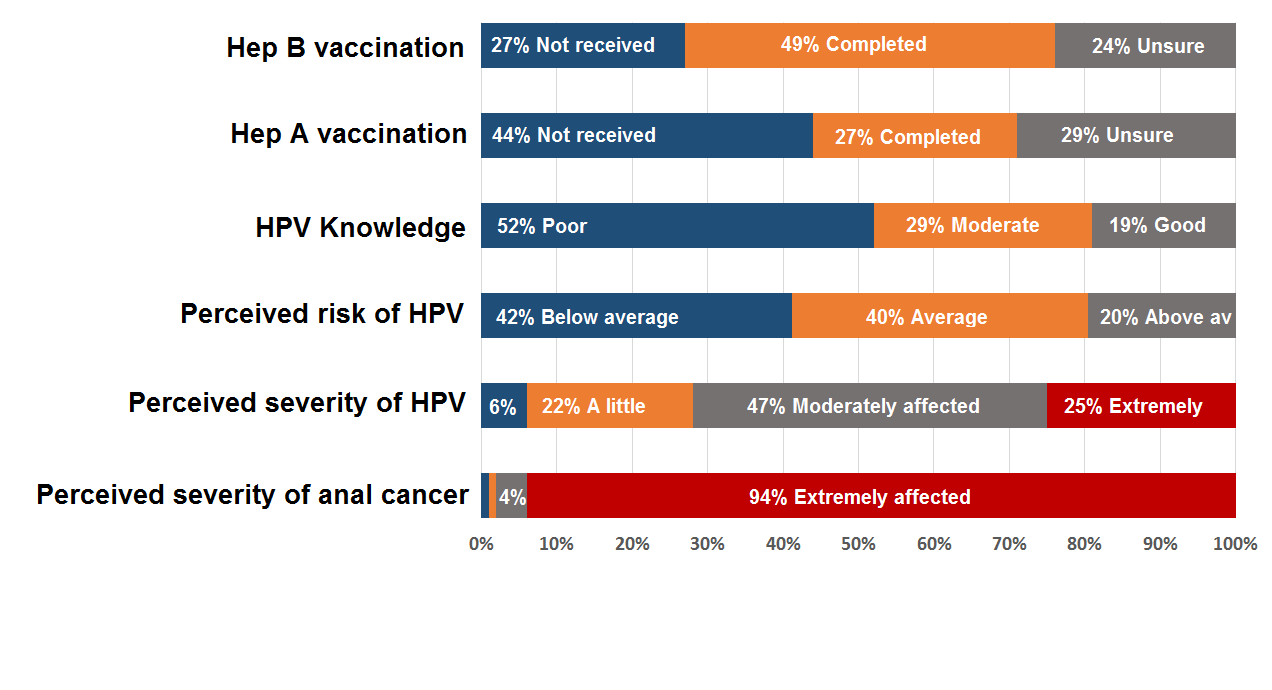 Hep B vaccination 27% Not received 49% Completed 24% Unsure
Hep A vaccination 44% Not received 27% Completed 29% Unsure
HPV Knowledge 52% Poor 29% Moderate 19% Good
Perceived risk of HPV 42% Below average 40% Average 20% Above av
Perceived severity of HPV 6% 22% A little 47% Moderately affected 25% Extremely
Perceived severity of anal cancer 4% 94% Extremely affected
0% 10% 20% 30% 40% 50% 60% 70% 80% 90% 100%